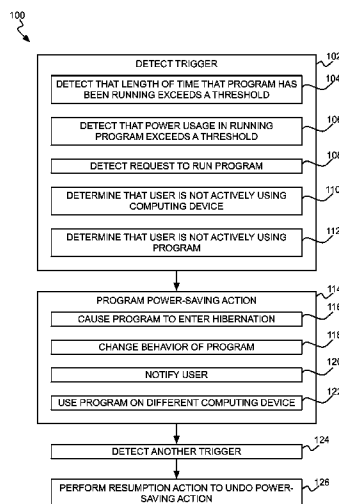 100
DETECT TRIGGER
102
DETECT THAT LENGTH OF TIME THAT PROGRAM HAS
BEEN RUNNING EXCEEDS A THRESHOLD
104
DETECT THAT POWER USAGE IN RUNNING
PROGRAM EXCEEDS A THRESHOLD
106
DETECT REQUEST TO RUN PROGRAM
108
DETERMINE THAT USER IS NOT ACTIVELY USING
COMPUTING DEVICE
110
DETERMINE THAT USER IS NOT ACTIVELY USING
PROGRAM
112
PROGRAM POWER-SAVING ACTION
114
CAUSE PROGRAM TO ENTER HIBERNATION
116
CHANGE BEHAVIOR OF PROGRAM
118
NOTIFY USER
120
USE PROGRAM ON DIFFERENT COMPUTING DEVICE
122
DETECT ANOTHER TRIGGER
124
PERFORM RESUMPTION ACTION TO UNDO POWER-
SAVING ACTION
126